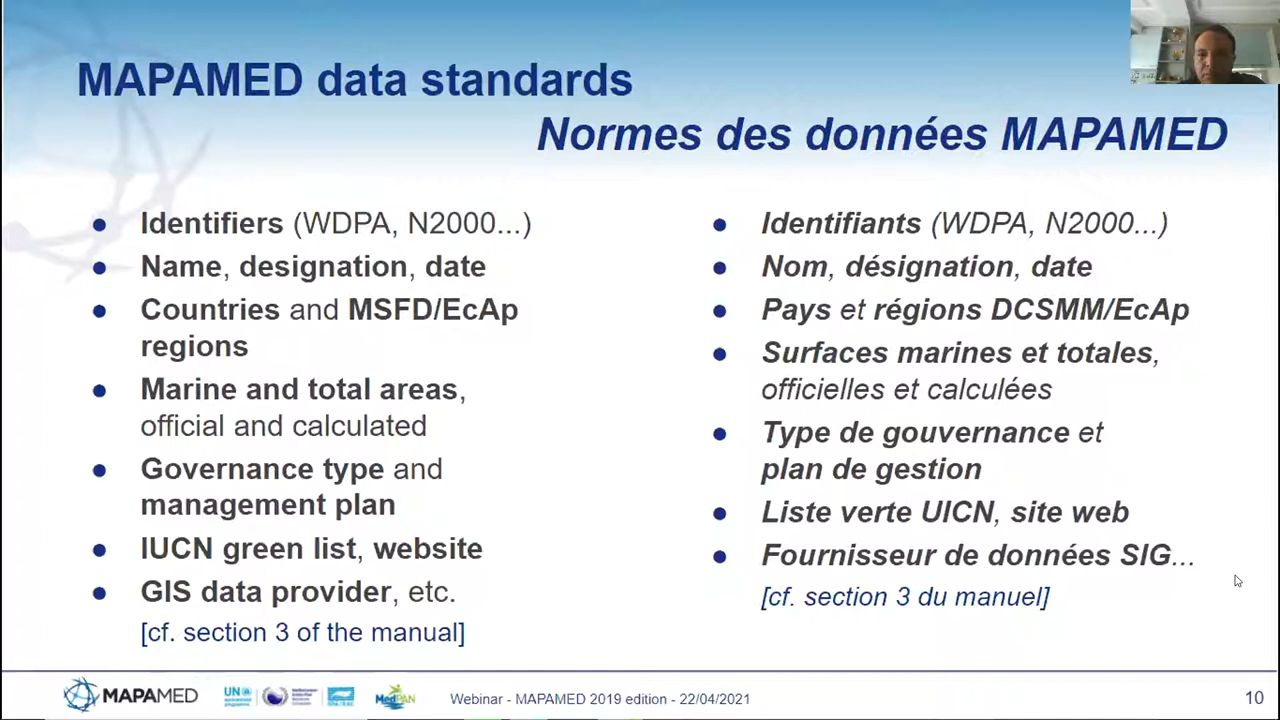 MAPAMED data standards
Normes des données MAPAMED
● Identifiers (WDPA, N2000...)
● Name, designation, date
● Countries and MSFD/EcAp
regions
● Marine and total areas,
official and calculated
● Governance type and
management plan
● IUCN green list, website
● GIS data provider, etc.
[cf. section 3 of the manual]
● Identifiants (WDPA, N2000...)
● Nom, désignation, date
● Pays et régions DCSMM/EcAp
● Surfaces marines et totales,
officielles et calculées
● Type de gouvernance et
plan de gestion
● Liste verte UICN, site web
● Fournisseur de données SIG...
[cf. section 3 du manuel]
MAPAMED
UN
MedPAN
Webinar - MAPAMED 2019 edition - 22/04/2021
10